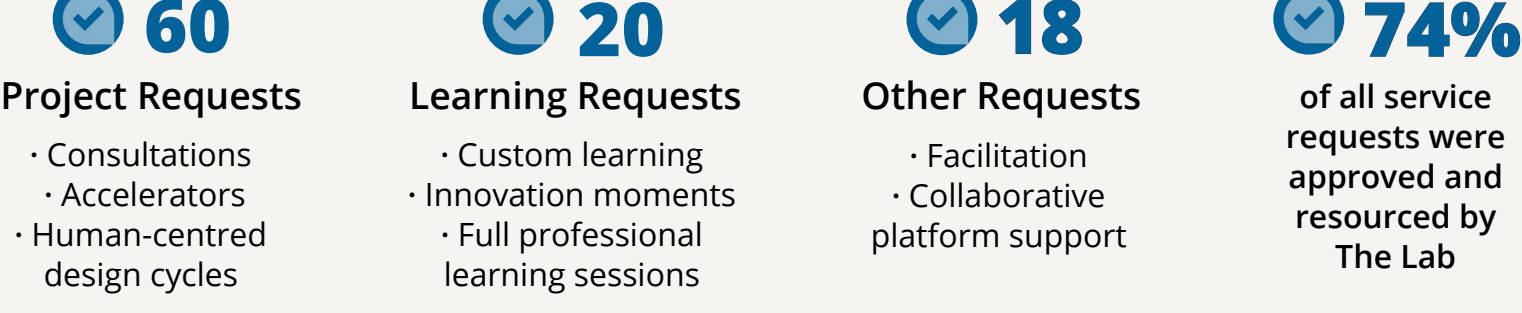 60
Project Requests
· Consultations
· Accelerators
· Human-centred
design cycles
20
Learning Requests
· Custom learning
· Innovation moments
· Full professional
learning sessions
18
Other Requests
· Facilitation
· Collaborative
platform support
74%
of all service
requests were
approved and
resourced by
The Lab